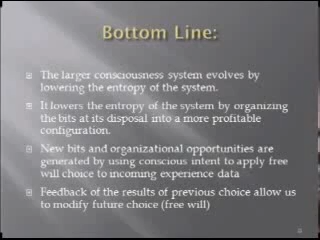 Bottom Line:
The larger consciousness system evolves by
lowering the entropy of the system.
It lowers the entropy of the system by organizing
the bits at its disposal into a more profitable
configuration.
New bits and organizational opportunities are
generated by using conscious intent to apply free
will choice to incoming experience data
Feedback of the results of previous choice allow us
to modify future choice (free will)